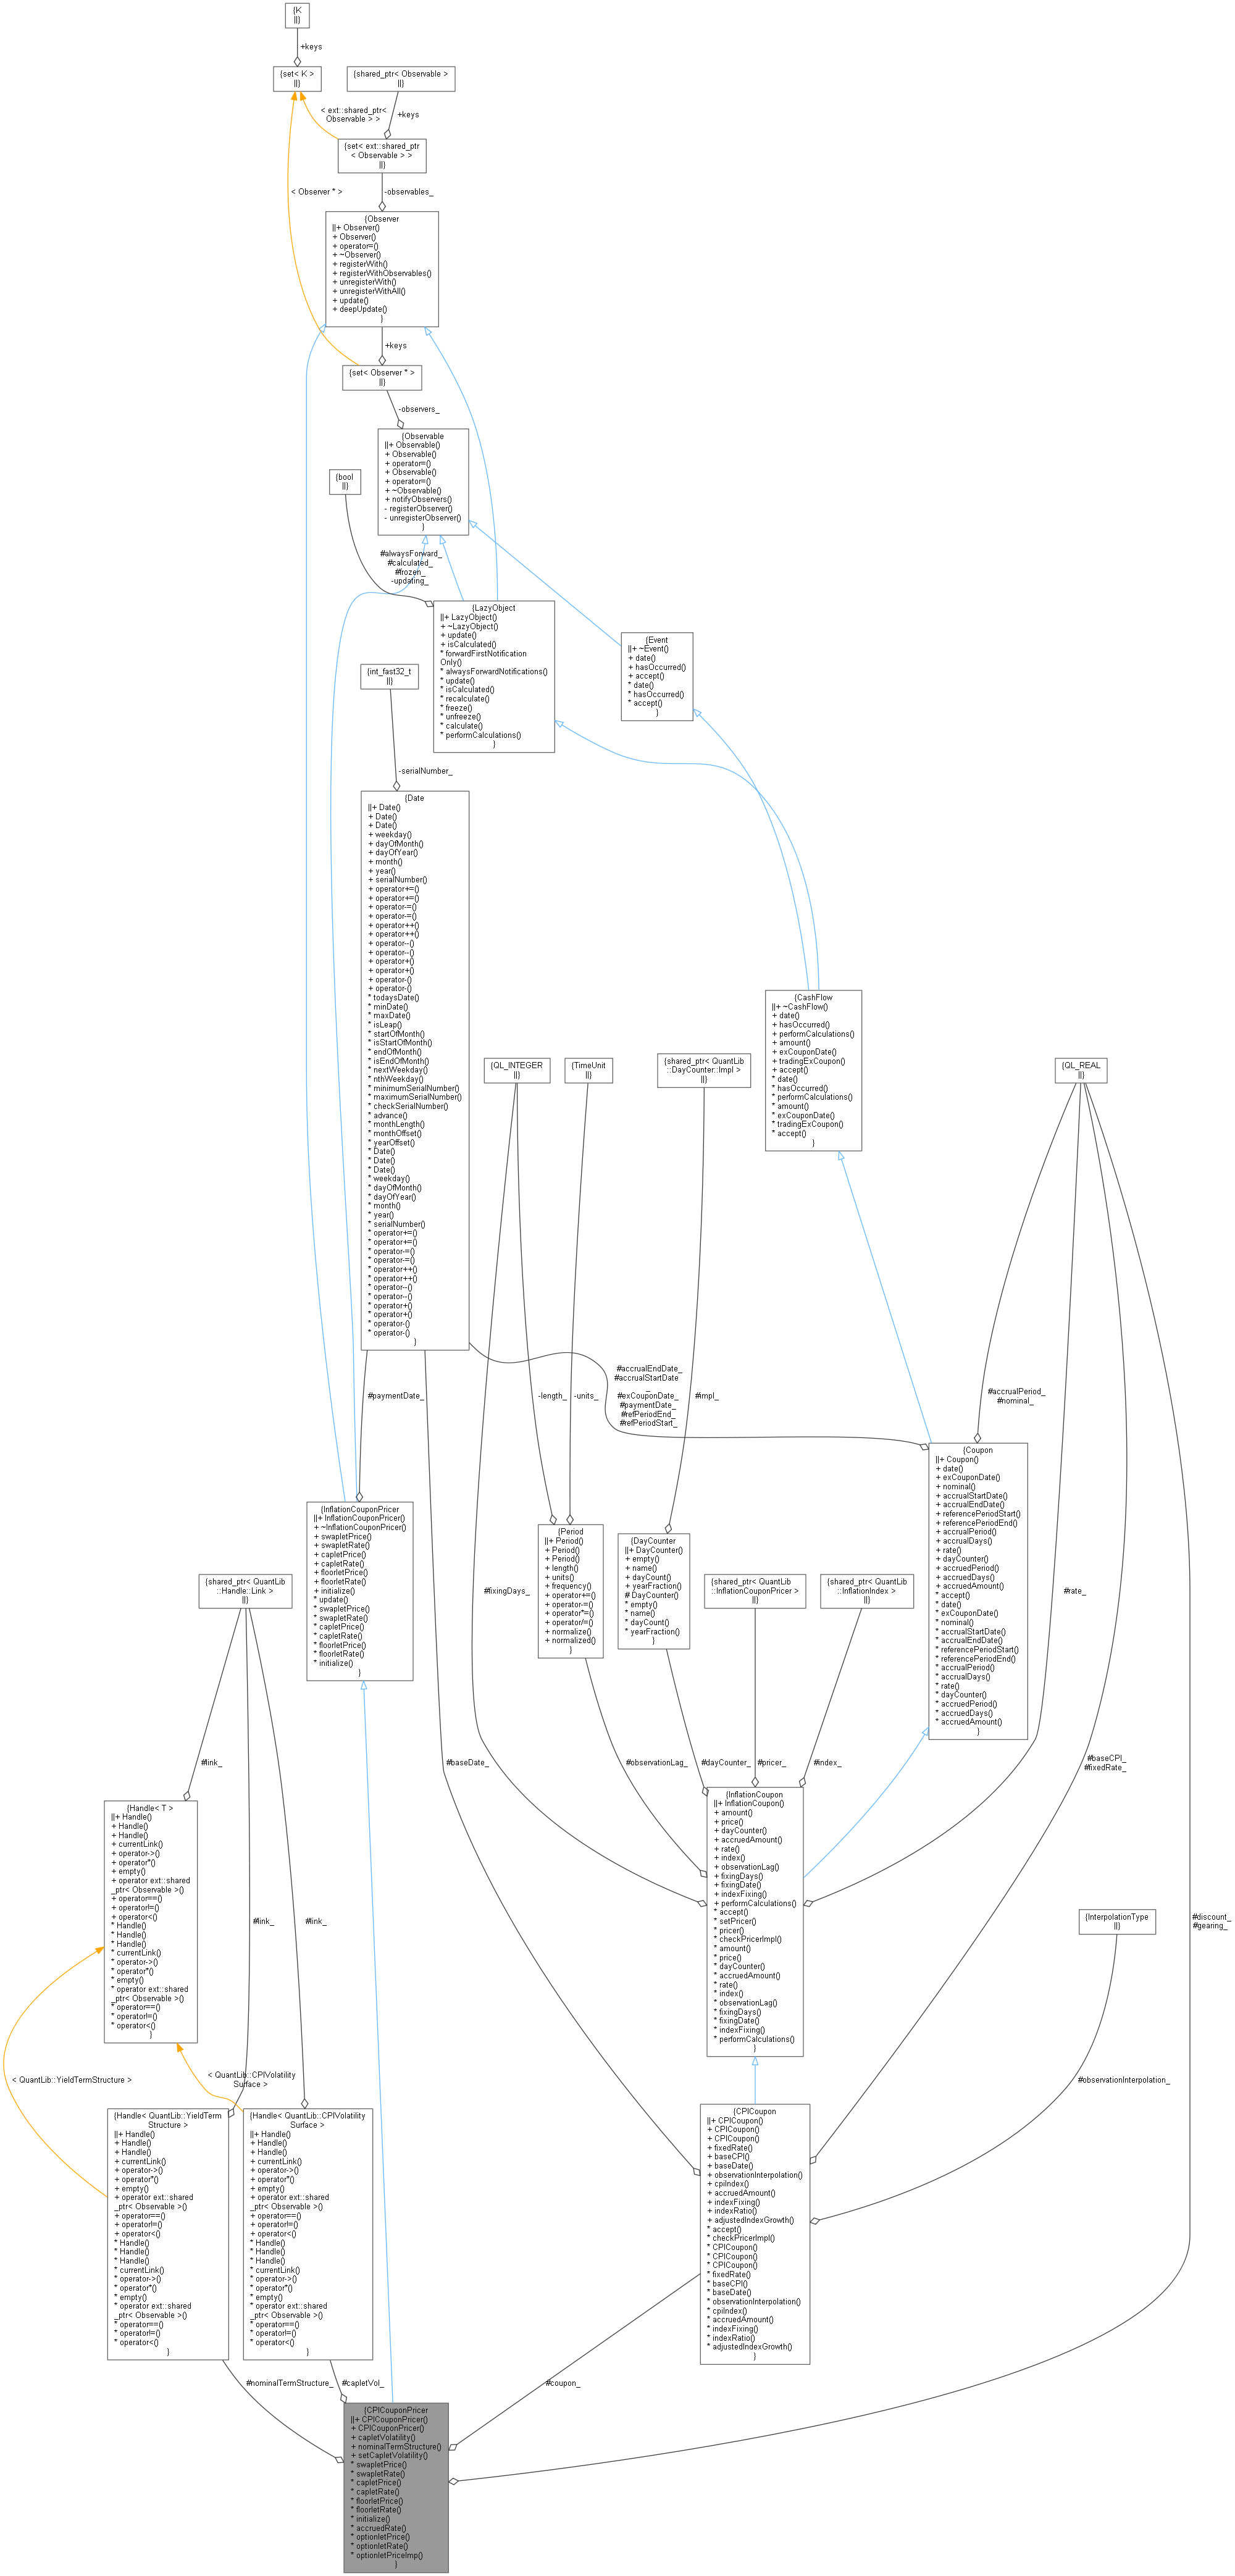 {K
||}
+keys
{set< K >
||}
{shared_ptr< Observable >
||}
< ext::shared_ptr<
Observable > >
+keys
{set< ext::shared_ptr
< Observable > >
||}
< Observer * >
-observables_
{Observer
||+ Observer()
+ Observer()
+ operator=()
+ ~Observer()
+ registerWith()
+ registerWithObservables()
+ unregisterWith()
+ unregisterWithAll()
+ update()
+ deepUpdate()
}
+keys
{set< Observer * >
||}
-observers_
{Observable
||+ Observable()
+ Observable()
+ operator=()
+ Observable()
+ operator=()
+ ~Observable()
+ notifyObservers()
- registerObserver()
- unregisterObserver()
}
{bool
||}
#alwaysForward_
#calculated_
#frozen_
-updating_
{LazyObject
||+ LazyObject()
+ ~LazyObject()
+ update()
+ isCalculated()
* forwardFirstNotification
Only()
* alwaysForwardNotifications()
* update()
* isCalculated()
* recalculate()
* freeze()
* unfreeze()
* calculate()
* performCalculations()
}
{Event
||+ ~Event()
+ date()
+ hasOccurred()
+ accept()
* date()
* hasOccurred()
* accept()
}
{int_fast32_t
||}
-serialNumber_
{Date
||+ Date()
+ Date()
+ Date()
+ weekday()
+ dayOfMonth()
+ dayOfYear()
+ month()
+ year()
+ serialNumber()
+ operator+=()
+ operator+=()
+ operator-=()
+ operator-=()
+ operator++()
+ operator++()
+ operator--()
+ operator--()
+ operator+()
+ operator+()
+ operator-()
+ operator-()
* todaysDate()
* minDate()
* maxDate()
* isLeap()
* startOfMonth()
* isStartOfMonth()
* endOfMonth()
* isEndOfMonth()
* nextWeekday()
* nthWeekday()
* minimumSerialNumber()
* maximumSerialNumber()
* checkSerialNumber()
* advance()
* monthLength()
* monthOffset()
* yearOffset()
* Date()
* Date()
* Date()
* weekday()
* dayOfMonth()
* dayOfYear()
* month()
* year()
* serialNumber()
* operator+=()
* operator+=()
* operator-=()
* operator-=()
* operator++()
* operator++()
* operator--()
* operator--()
* operator+()
* operator+()
* operator-()
* operator-()
}
{CashFlow
||+ ~CashFlow()
+ date()
+ hasOccurred()
+ performCalculations()
+ amount()
+ exCouponDate()
+ tradingExCoupon()
+ accept()
* date()
* hasOccurred()
* performCalculations()
* amount()
* exCouponDate()
* tradingExCoupon()
* accept()
}
{QL_INTEGER
||}
{TimeUnit
||}
{shared_ptr< QuantLib
::DayCounter::Impl >
||}
{QL_REAL
||}
#paymentDate_
-length_
-units_
#accrualEndDate_
#accrualStartDate
_
#exCouponDate_
#paymentDate_
#refPeriodEnd_
#refPeriodStart_
#impl_
#accrualPeriod_
#nominal_
{Coupon
||+ Coupon()
+ date()
+ exCouponDate()
+ nominal()
+ accrualStartDate()
+ accrualEndDate()
+ referencePeriodStart()
+ referencePeriodEnd()
+ accrualPeriod()
+ accrualDays()
+ rate()
+ dayCounter()
+ accruedPeriod()
+ accruedDays()
+ accruedAmount()
* accept()
* date()
* exCouponDate()
* nominal()
* accrualStartDate()
* accrualEndDate()
* referencePeriodStart()
* referencePeriodEnd()
* accrualPeriod()
* accrualDays()
* rate()
* dayCounter()
* accruedPeriod()
* accruedDays()
* accruedAmount()
}
{InflationCouponPricer
||+ InflationCouponPricer()
+ ~InflationCouponPricer()
+ swapletPrice()
+ swapletRate()
+ capletPrice()
+ capletRate()
+ floorletPrice()
+ floorletRate()
+ initialize()
* update()
* swapletPrice()
* swapletRate()
* capletPrice()
* capletRate()
* floorletPrice()
* floorletRate()
* initialize()
}
{Period
||+ Period()
+ Period()
+ Period()
+ length()
+ units()
+ frequency()
+ operator+=()
+ operator-=()
+ operator*=()
+ operator/=()
+ normalize()
+ normalized()
}
{DayCounter
||+ DayCounter()
+ empty()
+ name()
+ dayCount()
+ yearFraction()
# DayCounter()
* empty()
* name()
* dayCount()
* yearFraction()
}
{shared_ptr< QuantLib
::Handle::Link >
||}
{shared_ptr< QuantLib
::InflationCouponPricer >
||}
{shared_ptr< QuantLib
::InflationIndex >
||}
#fixingDays_
#rate_
#link_
#baseDate_
#observationLag_
#dayCounter_
#pricer_
#index_
#baseCPI_
#fixedRate_
{Handle< T >
||+ Handle()
+ Handle()
+ Handle()
+ currentLink()
+ operator->()
+ operator*()
+ empty()
+ operator ext::shared
_ptr< Observable >()
+ operator==()
+ operator!=()
+ operator<()
* Handle()
* Handle()
* Handle()
* currentLink()
* operator->()
* operator*()
* empty()
* operator ext::shared
_ptr< Observable >()
* operator==()
* operator!=()
* operator<()
}
{InflationCoupon
||+ InflationCoupon()
+ amount()
+ price()
+ dayCounter()
+ accruedAmount()
+ rate()
+ index()
+ observationLag()
+ fixingDays()
+ fixingDate()
+ indexFixing()
+ performCalculations()
* accept()
* setPricer()
* pricer()
* checkPricerImpl()
* amount()
* price()
* dayCounter()
* accruedAmount()
* rate()
* index()
* observationLag()
* fixingDays()
* fixingDate()
* indexFixing()
* performCalculations()
}
{InterpolationType
||}
#link_
#link_
#discount_
#gearing_
< QuantLib::YieldTermStructure >
< QuantLib::CPIVolatility
Surface >
#observationInterpolation_
{Handle< QuantLib::YieldTerm
Structure >
||+ Handle()
+ Handle()
+ Handle()
+ currentLink()
+ operator->()
+ operator*()
+ empty()
+ operator ext::shared
_ptr< Observable >()
+ operator==()
+ operator!=()
+ operator<()
* Handle()
* Handle()
* Handle()
* currentLink()
* operator->()
* operator*()
* empty()
* operator ext::shared
_ptr< Observable >()
* operator==()
* operator!=()
* operator<()
}
{Handle< QuantLib::CPIVolatility
Surface >
||+ Handle()
+ Handle()
+ Handle()
+ currentLink()
+ operator->()
+ operator*()
+ empty()
+ operator ext::shared
_ptr< Observable >()
+ operator==()
+ operator!=()
+ operator<()
* Handle()
* Handle()
* Handle()
* currentLink()
* operator->()
* operator*()
* empty()
* operator ext::shared
_ptr< Observable >()
* operator==()
* operator!=()
* operator<()
}
{CPICoupon
||+ CPICoupon()
+ CPICoupon()
+ CPICoupon()
+ fixedRate()
+ baseCPI()
+ baseDate()
+ observationInterpolation()
+ cpiIndex()
+ accruedAmount()
+ indexFixing()
+ indexRatio()
+ adjustedIndexGrowth()
* accept()
* checkPricerImpl()
* CPICoupon()
* CPICoupon()
* CPICoupon()
* fixedRate()
* baseCPI()
* baseDate()
* observationInterpolation()
* cpiIndex()
* accruedAmount()
* indexFixing()
* indexRatio()
* adjustedIndexGrowth()
}
#nominalTermStructure_
#capletVol_
#coupon_
{CPICouponPricer
||+ CPICouponPricer()
+ CPICouponPricer()
+ capletVolatility()
+ nominalTermStructure()
+ setCapletVolatility()
* swapletPrice()
* swapletRate()
* capletPrice()
* capletRate()
* floorletPrice()
* floorletRate()
* initialize()
* accruedRate()
* optionletPrice()
* optionletRate()
* optionletPriceImp()
}